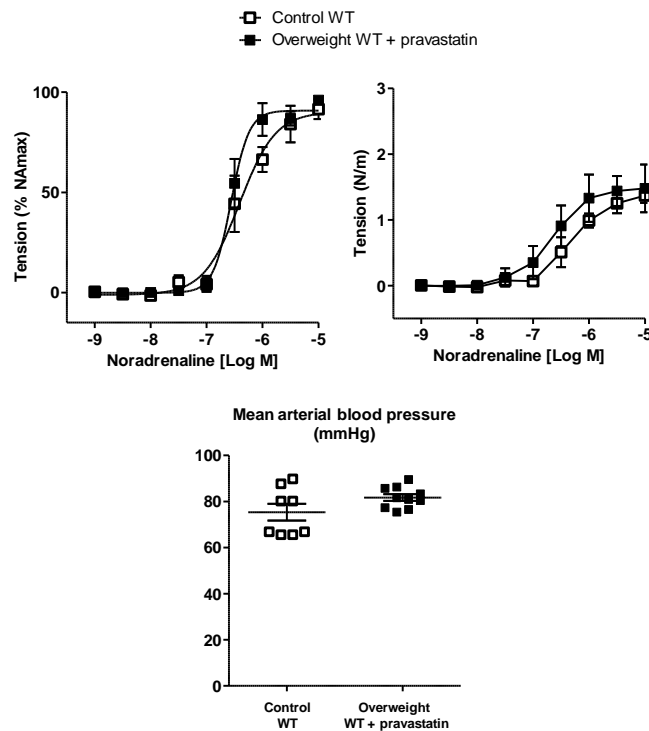 Control WT
Overweight WT + pravastatin
Tension (% NAmax)
100
50
0
-9 -8 -7 -6 -5
Noradrenaline [Log M]
Tension (N/m)
3
2
1
0
-9 -8 -7 -6 -5
Noradrenaline [Log M]
Mean arterial blood pressure
(mmHg)
100
80
60
40
20
0
Control
WT
Overweight
WT + pravastatin